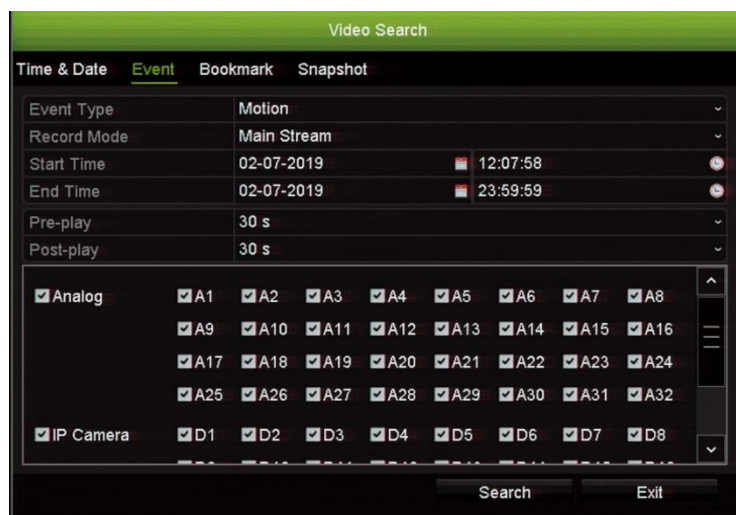 Video Search
Time & Date Event Bookmark Snapshot
Event Type Motion
Record Mode Main Stream
Start Time 02-07-2019 12:07:58
End Time 02-07-2019 23:59:59
Pre-play 30 s
Post-play 30 s
Analog A1 A2 A3 A4 A5 A6 A7 A8
A9 A10 A11 A12 A13 A14 A15 A16
A17 A18 A19 A20 A21 A22 A23 A24
A25 A26 A27 A28 A29 A30 A31 A32
IP Camera D1 D2 D3 D4 D5 D6 D7 D8
Search Exit